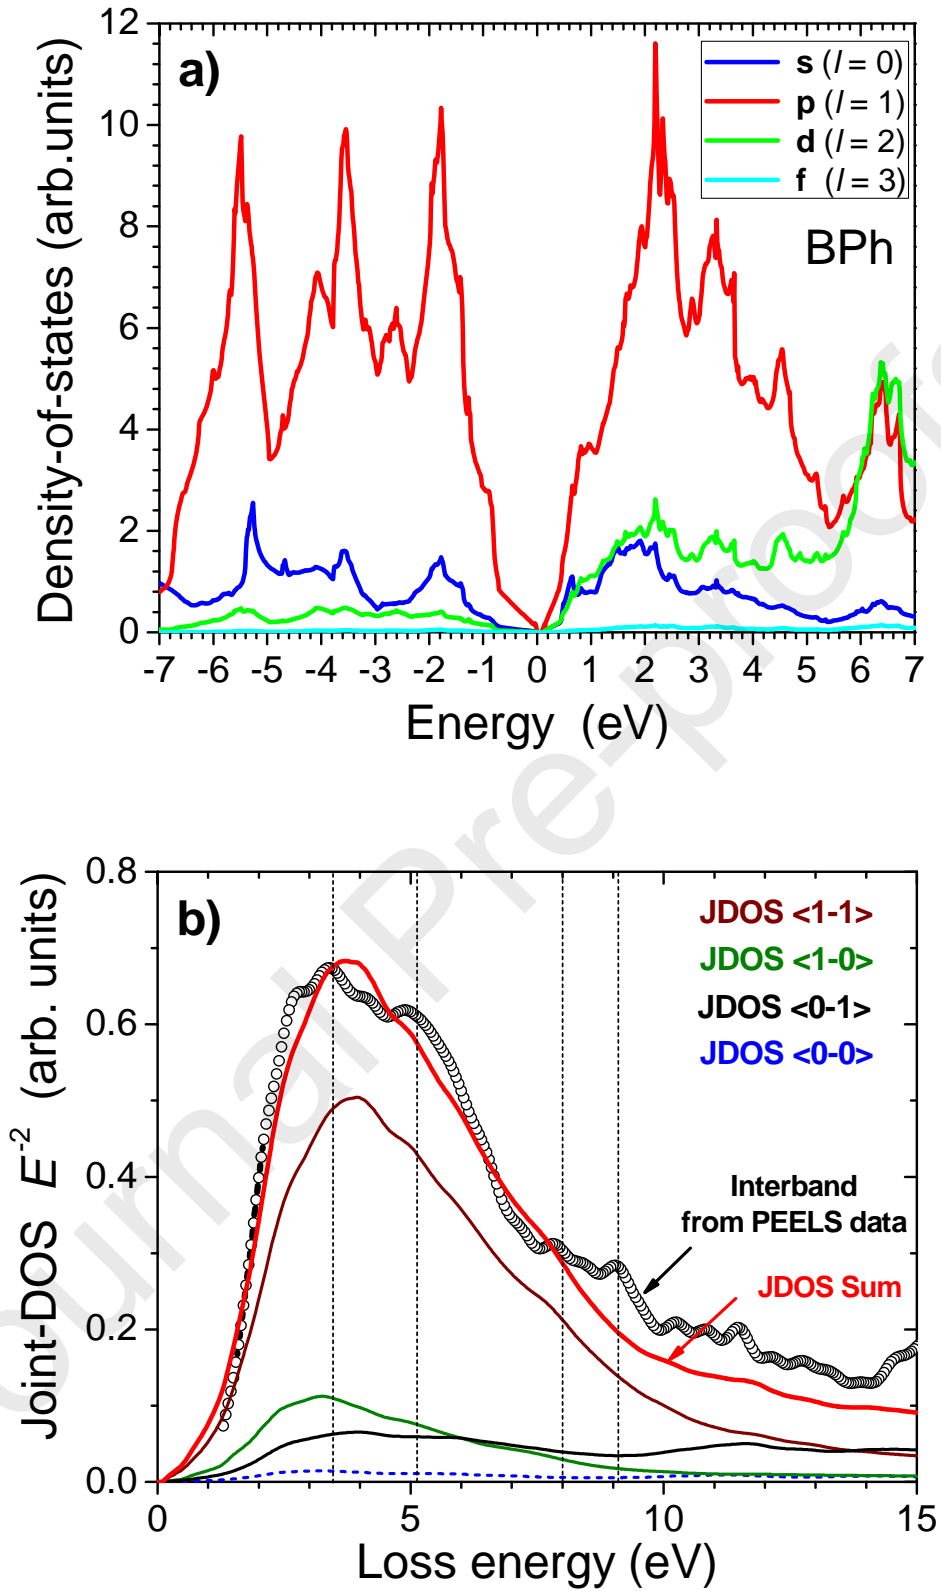 a)
s (l = 0)
p (l = 1)
d (l = 2)
f (l = 3)
BPh
Density-of-states (arb.units)
12
10
8
6
4
2
0
-7 -6 -5 -4 -3 -2 -1 0 1 2 3 4 5 6 7
Energy (eV)
b)
JDOS <1-1>
JDOS <1-0>
JDOS <0-1>
JDOS <0-0>
Interband
from PEELS data
JDOS Sum
Joint-DOS E-2 (arb. units)
0.8
0.6
0.4
0.2
0.0
0 5 10 15
Loss energy (eV)
Journal Pre-proofs